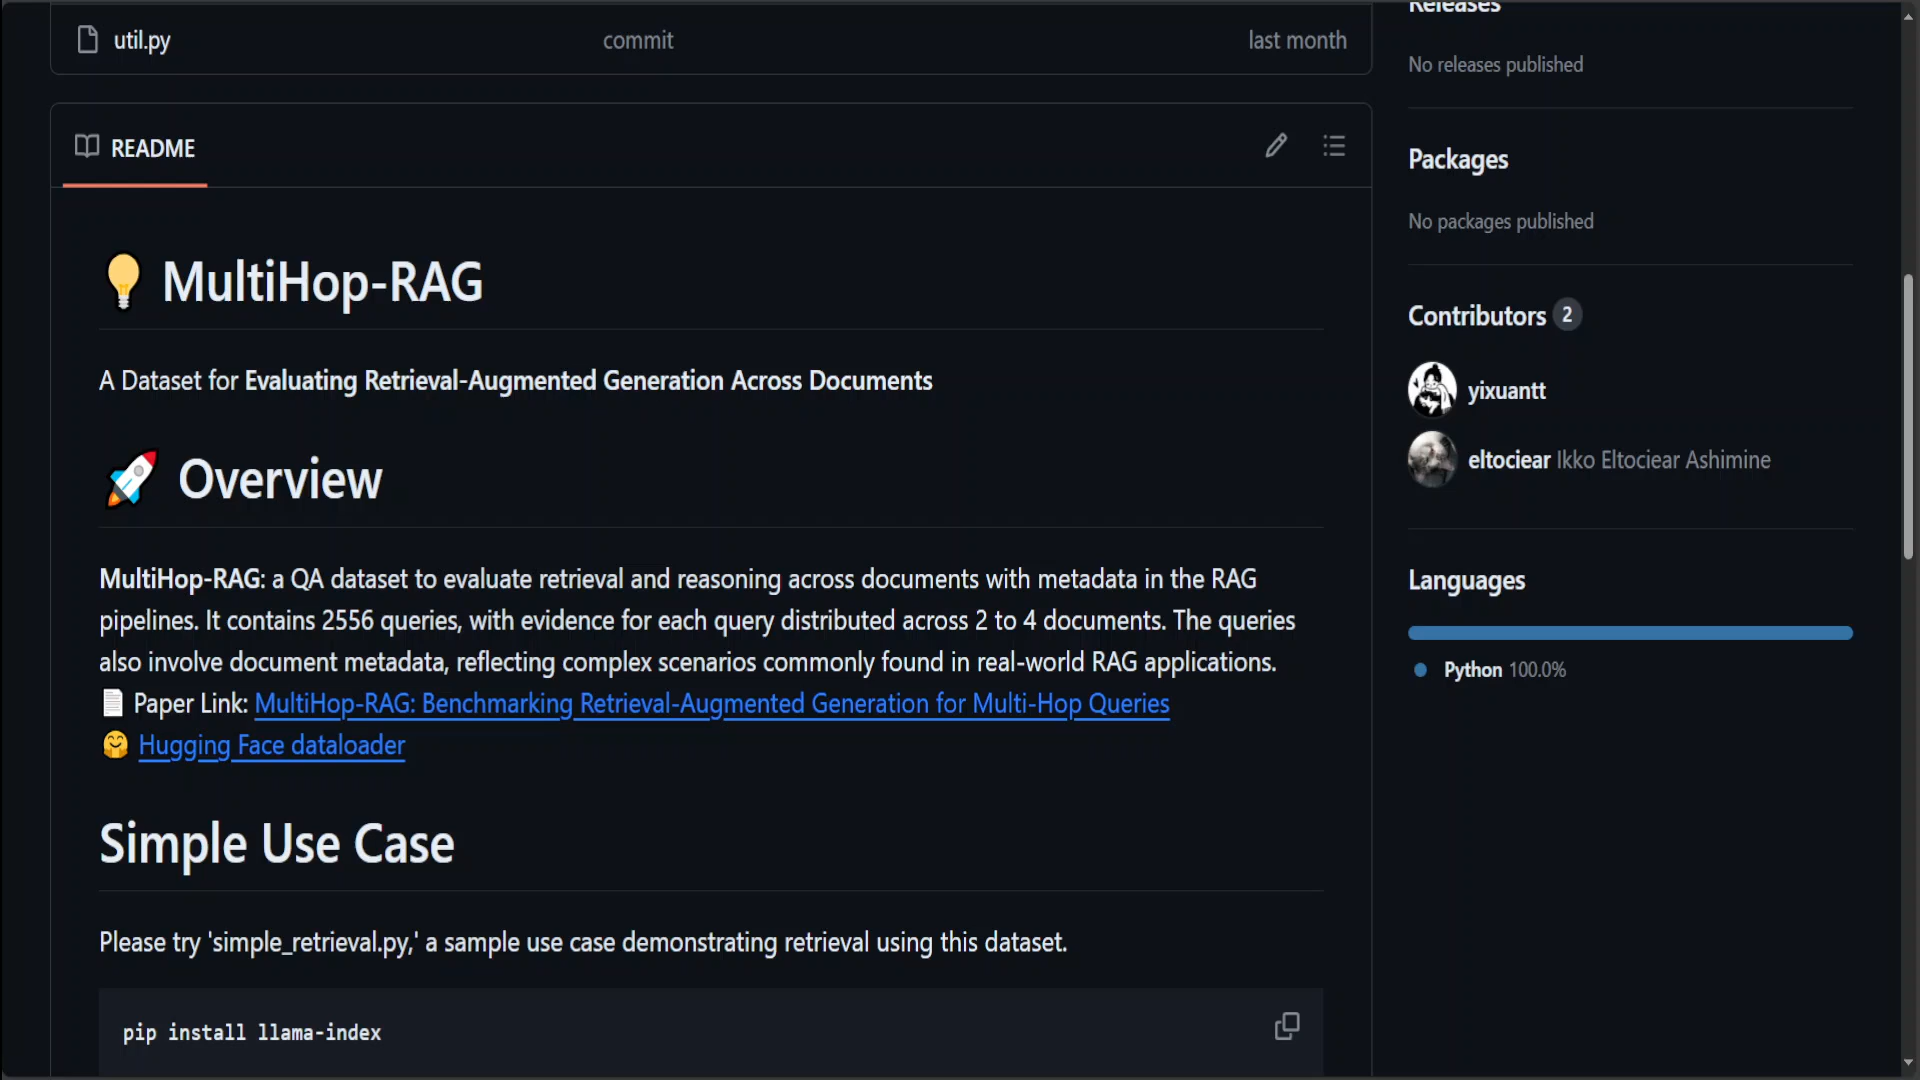 util.py commit last month
README
MultiHop-RAG
A Dataset for Evaluating Retrieval-Augmented Generation Across Documents
Overview
MultiHop-RAG: a QA dataset to evaluate retrieval and reasoning across documents with metadata in the RAG
pipelines. It contains 2556 queries, with evidence for each query distributed across 2 to 4 documents. The queries
also involve document metadata, reflecting complex scenarios commonly found in real-world RAG applications.
Paper Link: MultiHop-RAG: Benchmarking Retrieval-Augmented Generation for Multi-Hop Queries
Hugging Face dataloader
Simple Use Case
Please try 'simple_retrieval.py,' a sample use case demonstrating retrieval using this dataset.
pip install llama-index
Releases
No releases published
Packages
No packages published
Contributors 2
yixuantt
eltociear Ikko Eltociear Ashimine
Languages
Python 100.0%